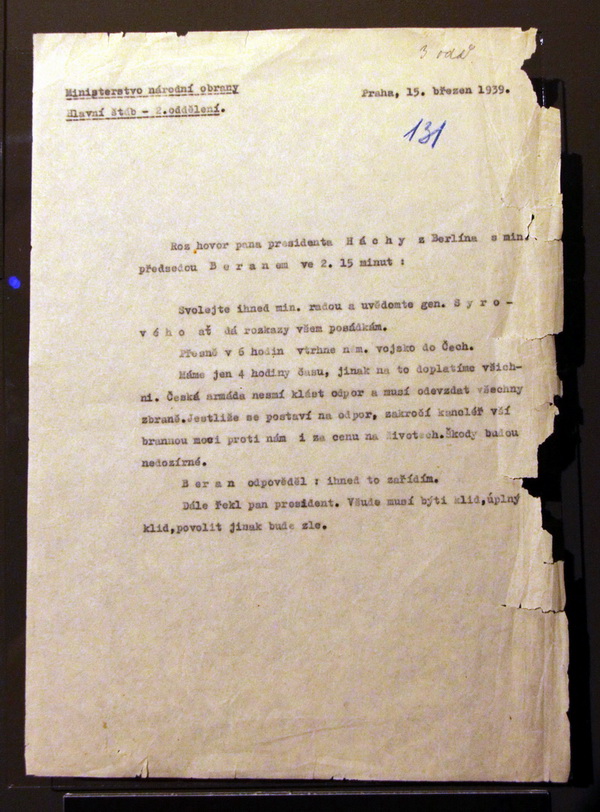 3 odd
Ministerstvo národní obrany
Hlavní štáb - 2.oddělení.
Praha, 15. březen 1939.
131
Rozhovor pana presidenta H á c h y z Berlína s min.
předsedou B e r a n e m ve 2. 15 minut :
Svolejte ihned min. radou a uvědomte gen. S y r o -
v é h o ať dá rozkazy všem posádkám.
Přesně v 6 hodin vtrhne něm. vojsko do Čech.
Máme jen 4 hodiny času, jinak na to doplatíme všich-
ni. Česká armáda nesmí klást odpor a musí odevzdat všechny
zbraně.Jestliže se postaví na odpor, zakročí kancléř vší
brannou mocí proti nám i za cenu na životech.Škody budou
nedozírné.
B e r a n odpověděl : ihned to zařídím.
Dále řekl pan president. Všude musí býti klid,úplný
klid,povolit jinak bude zle.